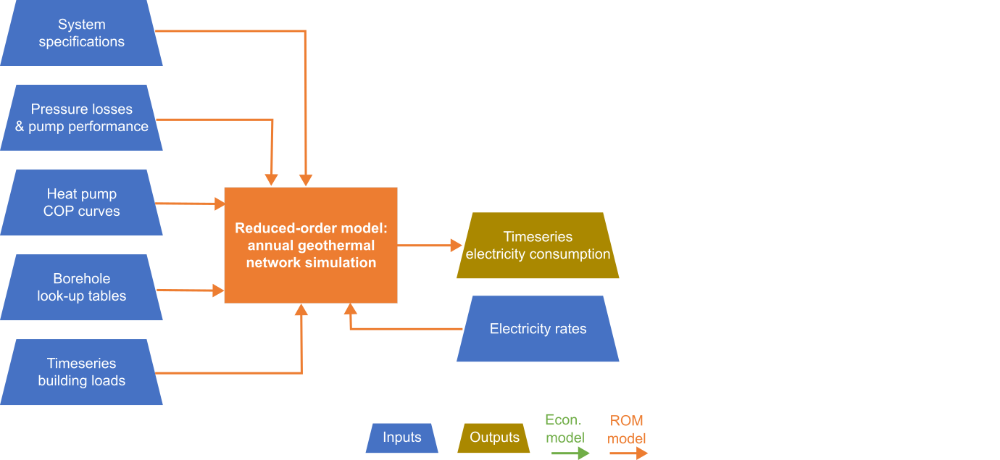 System
specifications
Pressure losses
& pump performance
Heat pump
COP curves
Borehole
look-up tables
Timeseries
building loads
Reduced-order model:
annual geothermal
network simulation
Timeseries
electricity consumption
Electricity rates
Inputs
Outputs
Econ.
model
ROM
model